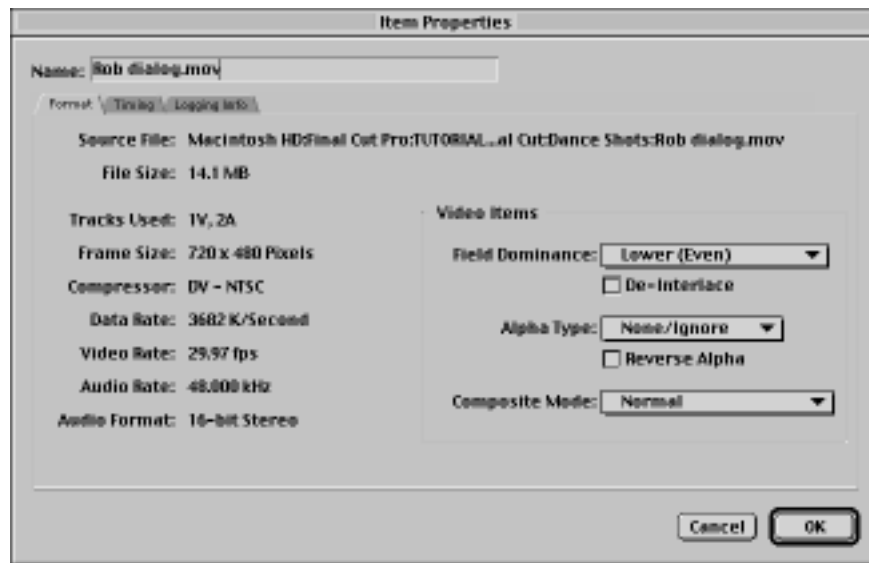 Item Properties
Name: Rob dialog.mov
Format Timing Logging Info
Source File: Macintosh HD:Final Cut Pro:TUTORIAL...al Cut:Dance Shots:Rob dialog.mov
File Size: 14.1 MB
Tracks Used: 1V, 2A
Frame Size: 720 x 480 Pixels
Compressor: DV - NTSC
Data Rate: 3682 K/Second
Video Rate: 29.97 fps
Audio Rate: 48.000 kHz
Audio Format: 16-bit Stereo
Video Items
Field Dominance: Lower (Even)
De-interlace
Alpha Type: None/Ignore
Reverse Alpha
Composite Mode: Normal
Cancel OK